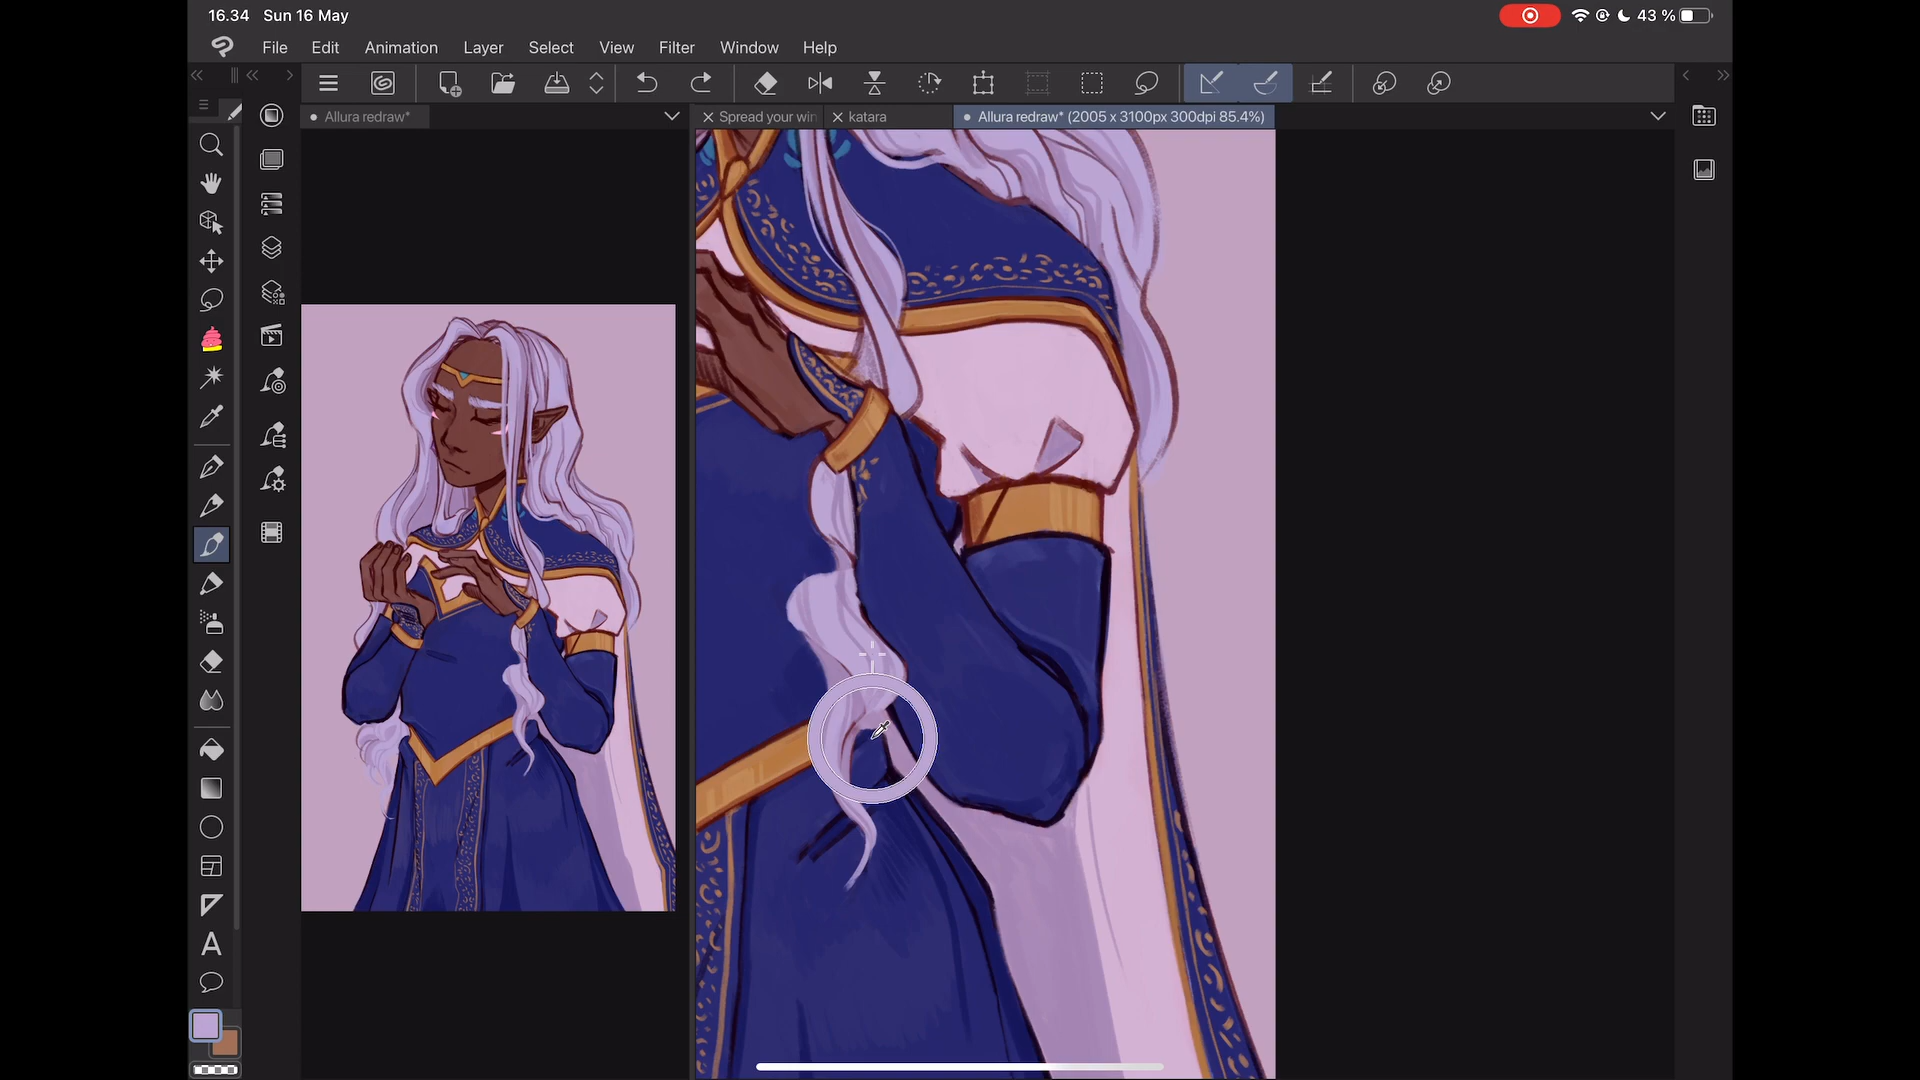 16.34 Sun 16 May 43 %
File Edit Animation Layer Select View Filter Window Help
Allura redraw* Spread your win katara Allura redraw* (2005 x 3100px 300dpi 85.4%)
A